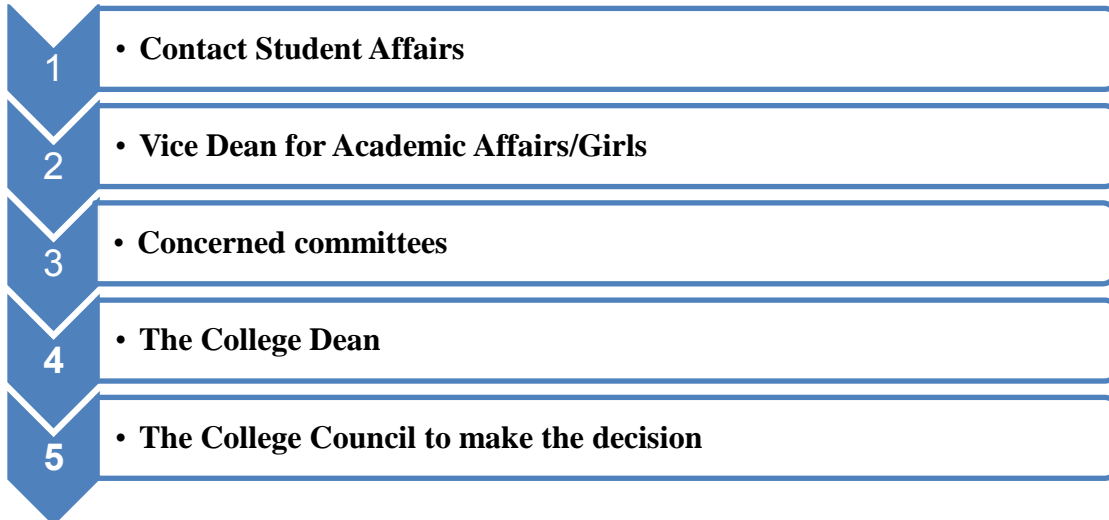 1 • Contact Student Affairs
2 • Vice Dean for Academic Affairs/Girls
3 • Concerned committees
4 • The College Dean
5 • The College Council to make the decision